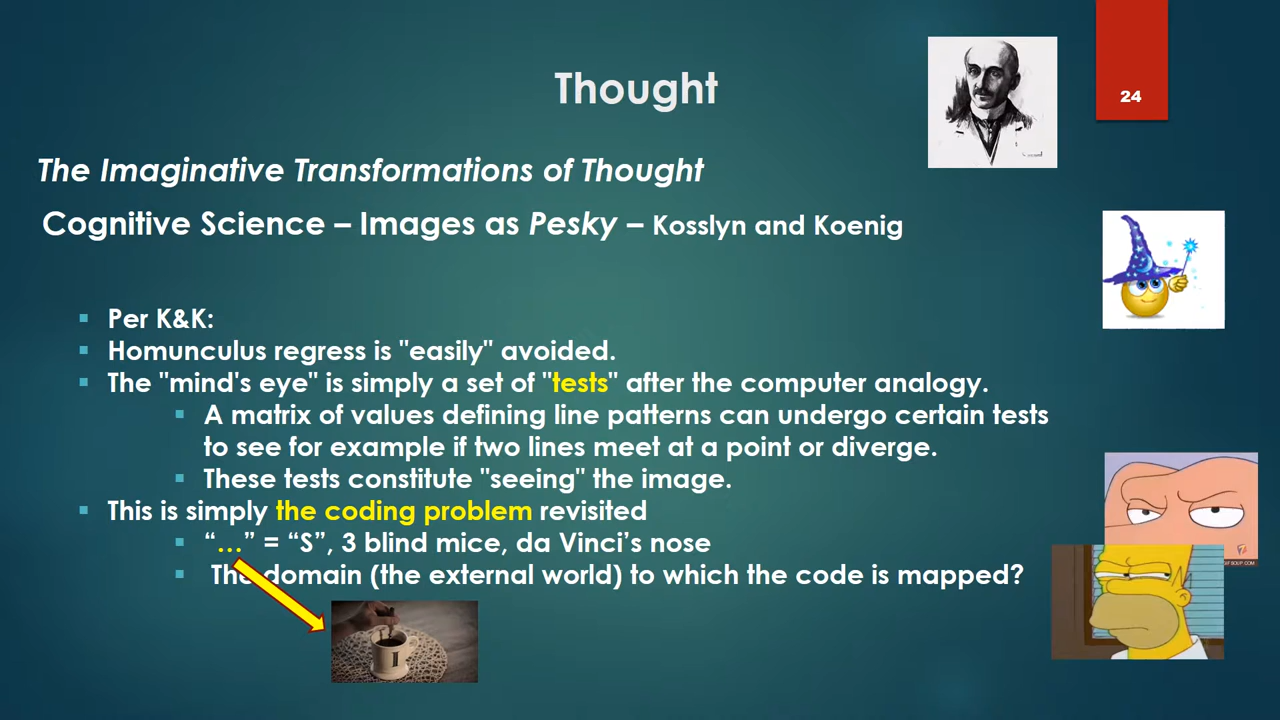 Thought
24
The Imaginative Transformations of Thought
Cognitive Science – Images as Pesky – Kosslyn and Koenig
Per K&K:
Homunculus regress is "easily" avoided.
The "mind's eye" is simply a set of "tests" after the computer analogy.
A matrix of values defining line patterns can undergo certain tests
to see for example if two lines meet at a point or diverge.
These tests constitute "seeing" the image.
This is simply the coding problem revisited
“…” = “S”, 3 blind mice, da Vinci’s nose
The domain (the external world) to which the code is mapped?
I